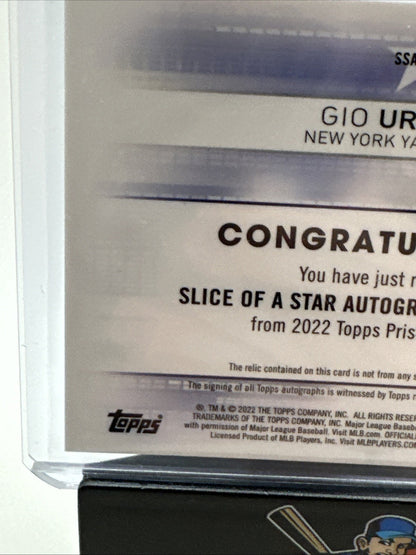 SSA
GIO UR
NEW YORK YA
CONGRATU
You have just r
SLICE OF A STAR AUTOGR
from 2022 Topps Pris
The relic contained on this card is not from any s
The signing of all Topps autographs is witnessed by Topps r
®, TM & © 2022 THE TOPPS COMPANY, INC. ALL RIGHTS RESER
TRADEMARKS OF THE TOPPS COMPANY, INC. Major League Baseb
with permission of Major League Baseball. Visit MLB.com. OFFICIAL
Licensed Product of MLB Players, Inc. Visit MLBPLAYERS.COM
topps